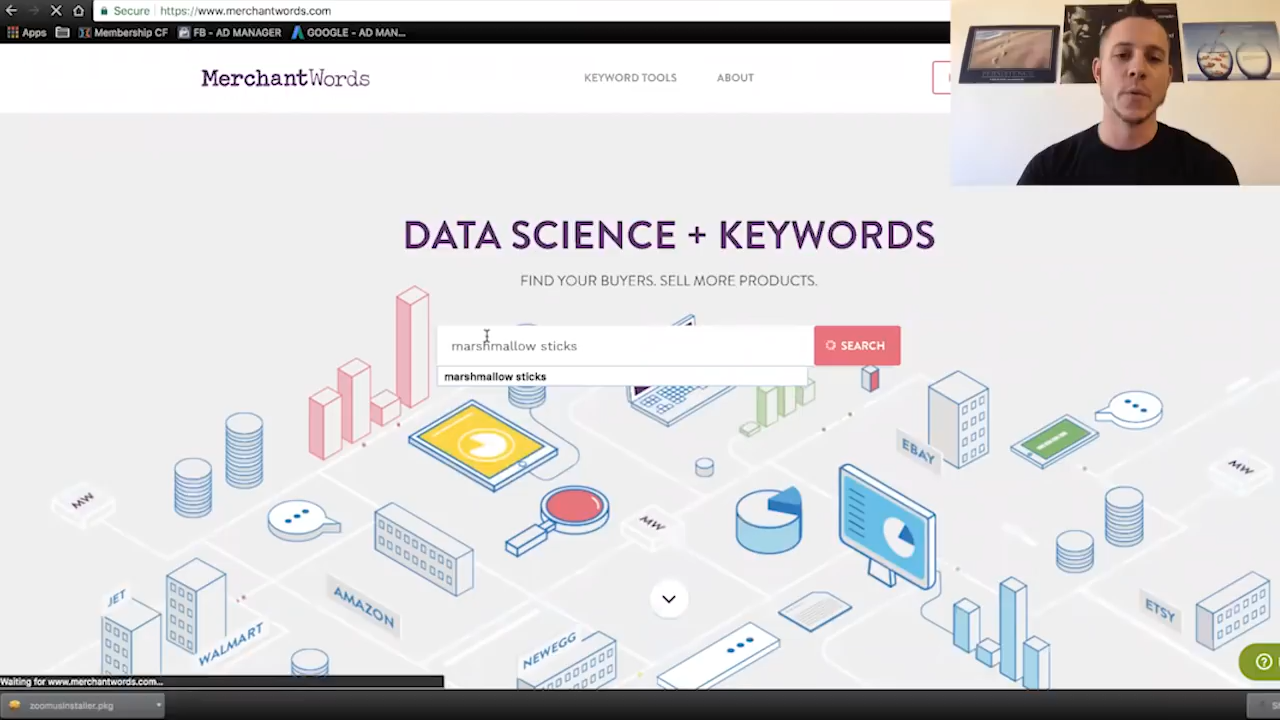 Secure https://www.merchantwords.com
Apps Membership CF FB - AD MANAGER GOOGLE - AD MAN...
MerchantWords KEYWORD TOOLS ABOUT
DATA SCIENCE + KEYWORDS
FIND YOUR BUYERS. SELL MORE PRODUCTS.
marshmallow sticks SEARCH
marshmallow sticks
EBAY
MW
MW
MW
JET
AMAZON
WALMART
NEWEGG
ETSY
Waiting for www.merchantwords.com...
zoomusinstaller.pkg